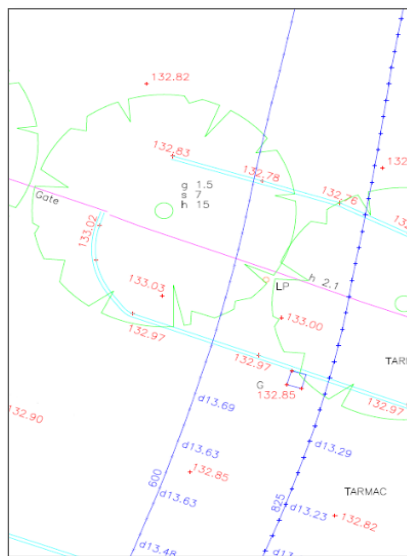 132.82
132.83
132.78
132.76
g 1.5
s 7
h 15
Gate
133.02
133.03
h 2.1
LP
133.00
132.97
132.97
G
132.85
132.97
132.90
d13.69
d13.63
d13.29
132.85
600
825
TARMAC
d13.63
d13.23
132.82
d13.48